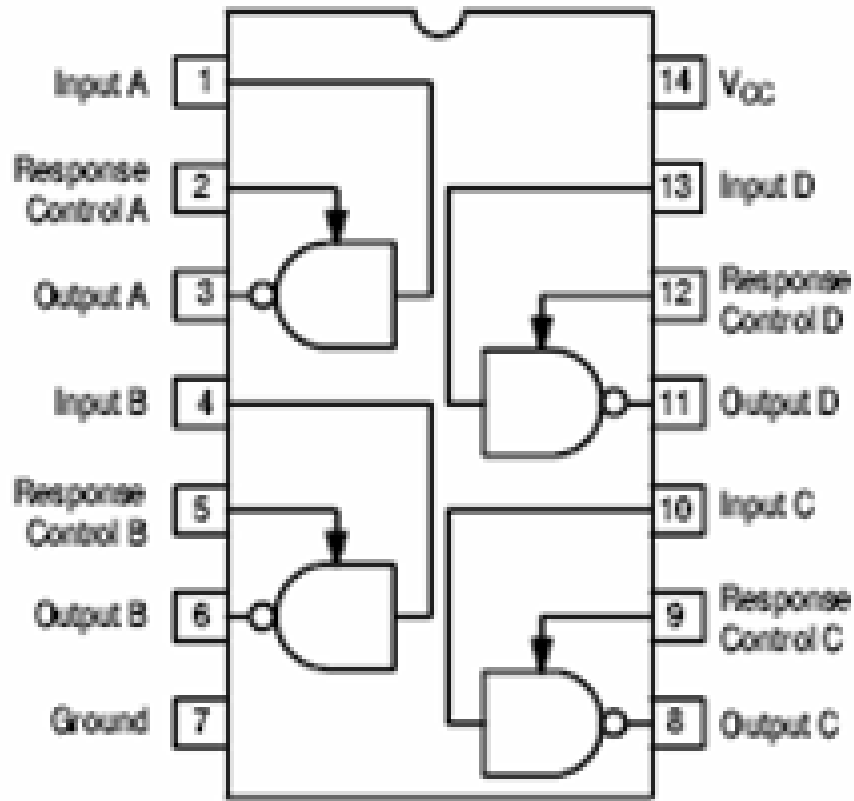 Input A
1
14
VCC
Response
Control A
2
13
Input D
Output A
3
12
Response
Control D
Input B
4
11
Output D
Response
Control B
5
10
Input C
Output B
6
9
Response
Control C
Ground
7
8
Output C